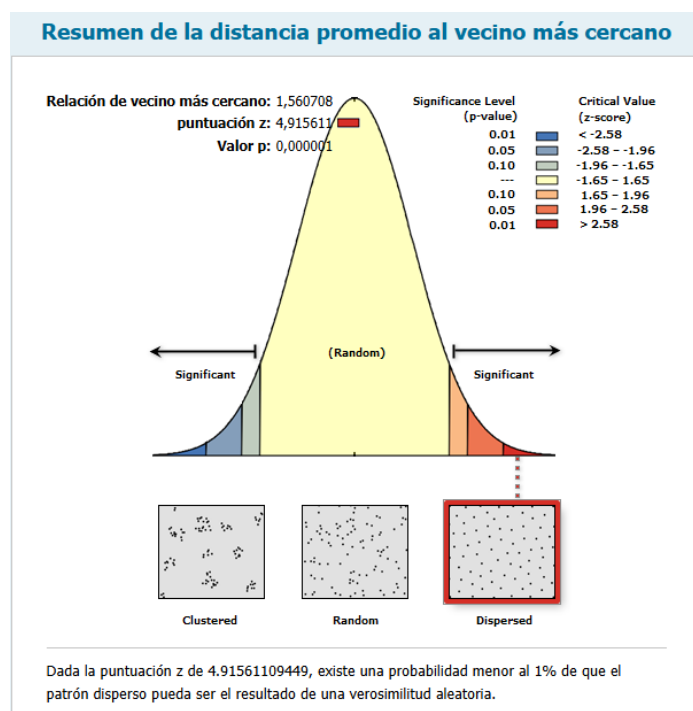 Resumen de la distancia promedio al vecino más cercano
Relación de vecino más cercano: 1,560708
puntuación z: 4,915611
Valor p: 0,000001
Significance Level Critical Value
(p-value) (z-score)
0.01 < -2.58
0.05 -2.58 – -1.96
0.10 -1.96 – -1.65
--- -1.65 – 1.65
0.10 1.65 – 1.96
0.05 1.96 – 2.58
0.01 > 2.58
(Random)
Significant Significant
Clustered Random Dispersed
Dada la puntuación z de 4.91561109449, existe una probabilidad menor al 1% de que el
patrón disperso pueda ser el resultado de una verosimilitud aleatoria.